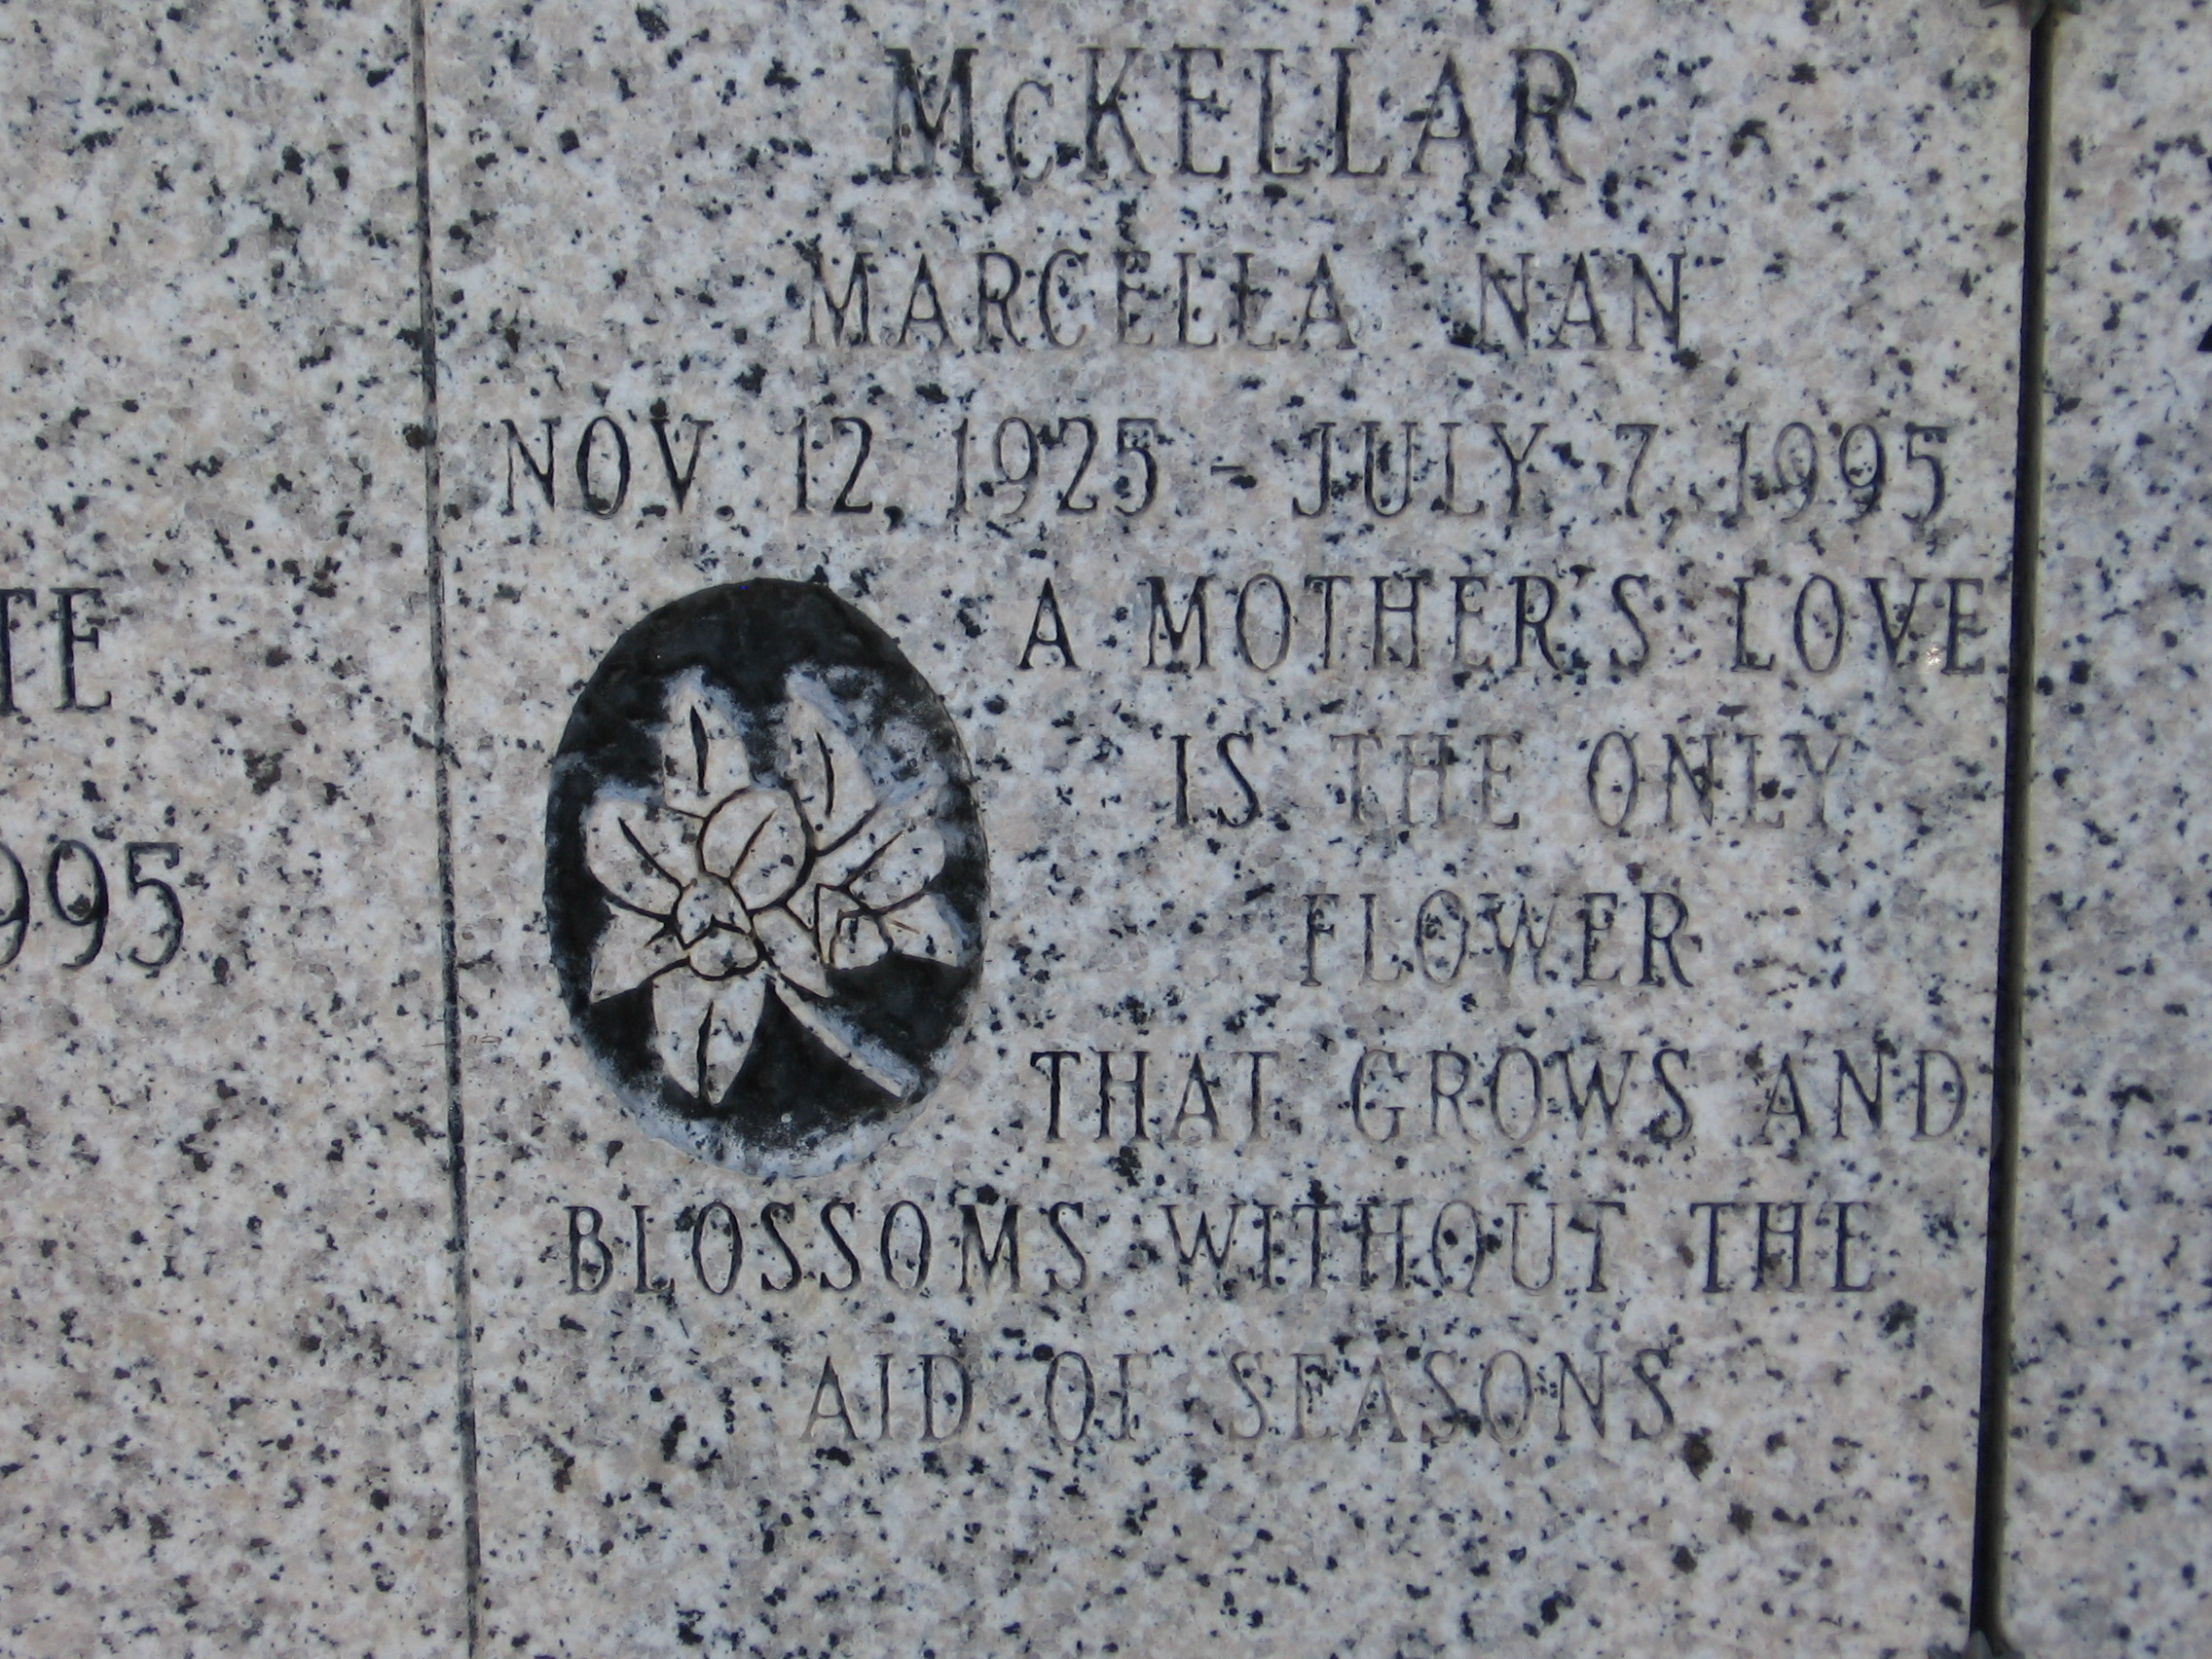 McKELLAR
MARCELLA NAN
NOV. 12, 1925 - JULY 7, 1995
A MOTHER'S LOVE
IS THE ONLY
FLOWER
THAT GROWS AND
BLOSSOMS WITHOUT THE
AID OF SEASONS
TE
995